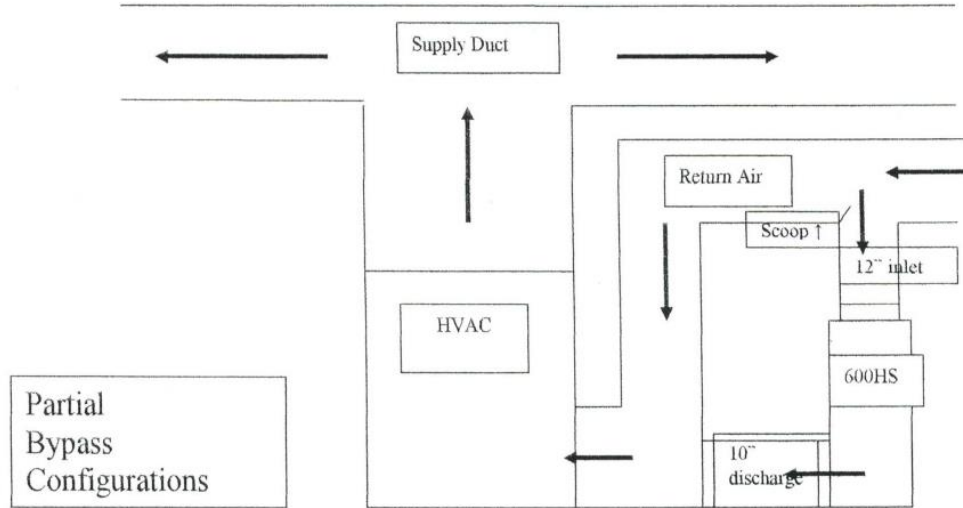 Supply Duct
Return Air
Scoop ↑
12¨ inlet
HVAC
600HS
Partial
Bypass
Configurations
10¨
discharge